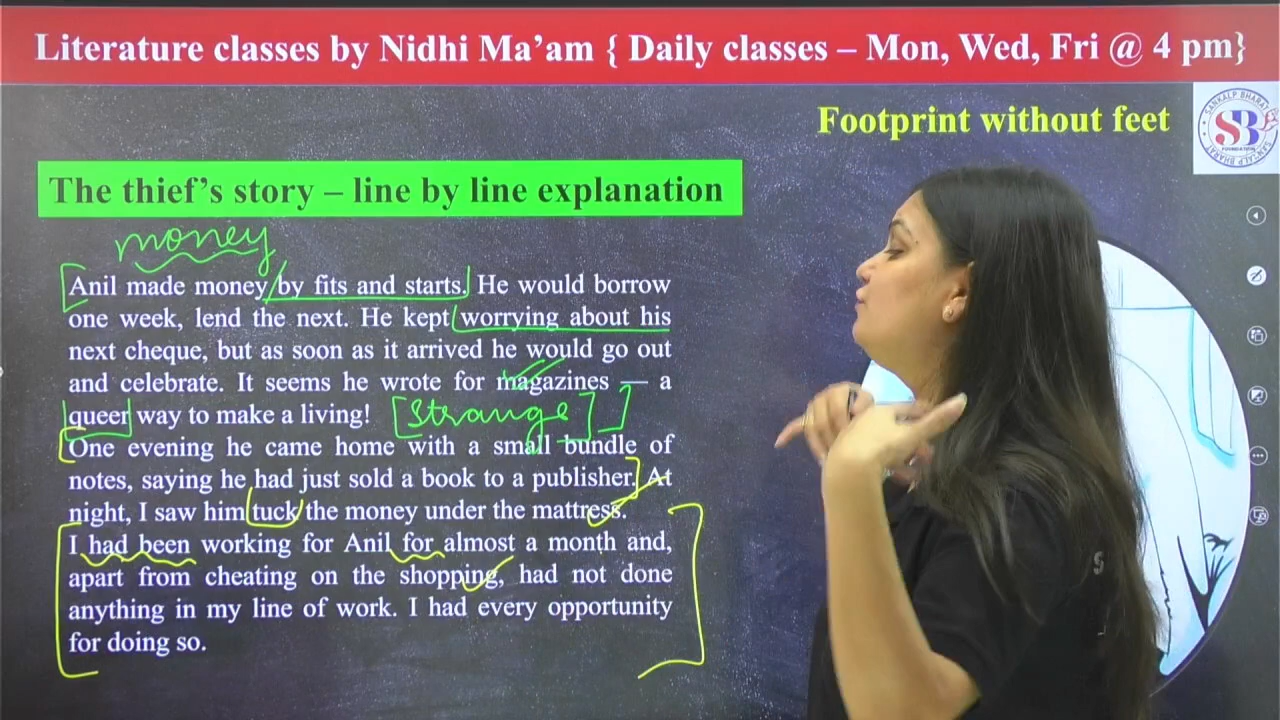 Literature classes by Nidhi Ma’am { Daily classes – Mon, Wed, Fri @ 4 pm}
Footprint without feet
SANKALP BHARAT
SB
FOUNDATION
The thief’s story – line by line explanation
money
Anil made money by fits and starts. He would borrow
one week, lend the next. He kept worrying about his
next cheque, but as soon as it arrived he would go out
and celebrate. It seems he wrote for magazines — a
queer way to make a living! [Strange]
One evening he came home with a small bundle of
notes, saying he had just sold a book to a publisher. At
night, I saw him tuck the money under the mattress.
I had been working for Anil for almost a month and,
apart from cheating on the shopping, had not done
anything in my line of work. I had every opportunity
for doing so.